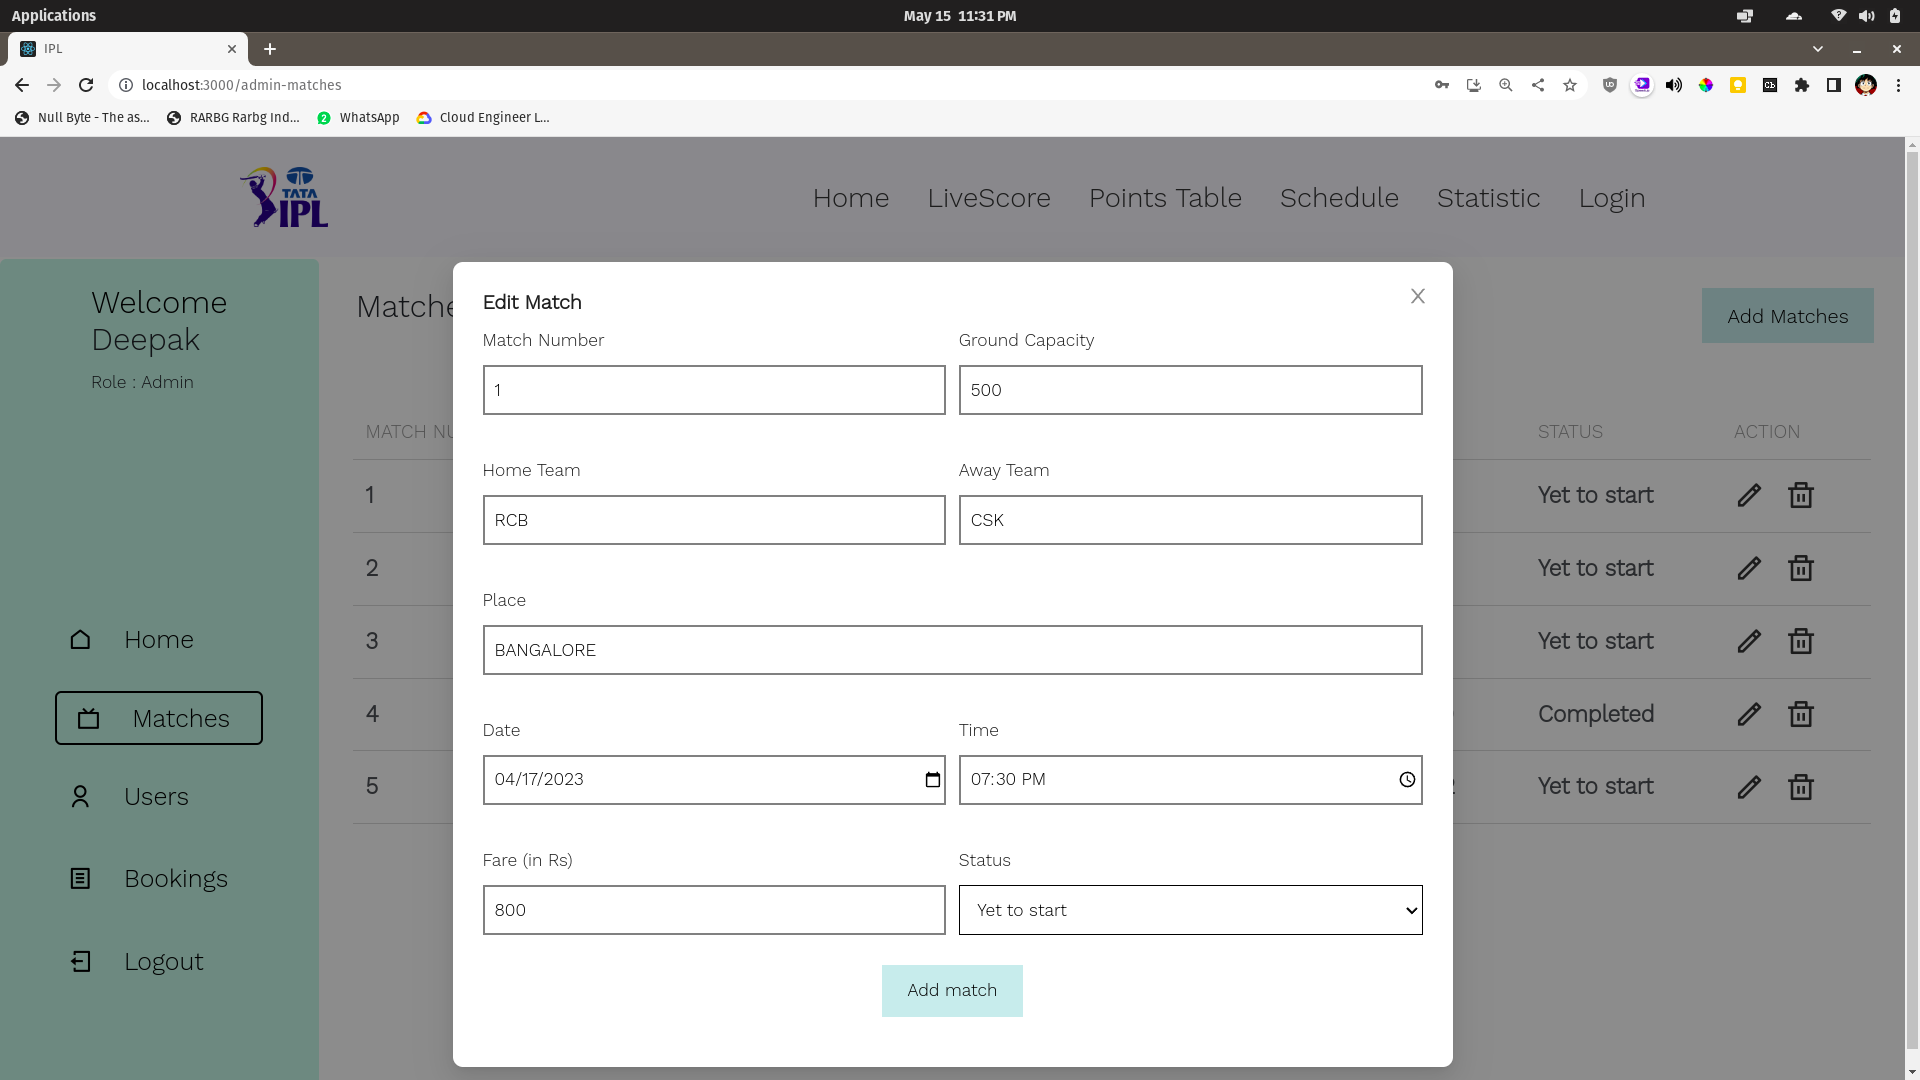 Applications
May 15 11:31 PM
IPL
localhost:3000/admin-matches
Null Byte - The as...
RARBG Rarbg Ind...
WhatsApp
Cloud Engineer L...
TATA
IPL
Home
LiveScore
Points Table
Schedule
Statistic
Login
Welcome
Deepak
Role : Admin
Home
Matches
Users
Bookings
Logout
Matche
Add Matches
MATCH NU
STATUS
ACTION
1
Yet to start
2
Yet to start
3
Yet to start
4
Completed
5
Yet to start
Edit Match
X
Match Number
Ground Capacity
1
500
Home Team
Away Team
RCB
CSK
Place
BANGALORE
Date
Time
04/17/2023
07:30 PM
Fare (in Rs)
Status
800
Yet to start
Add match